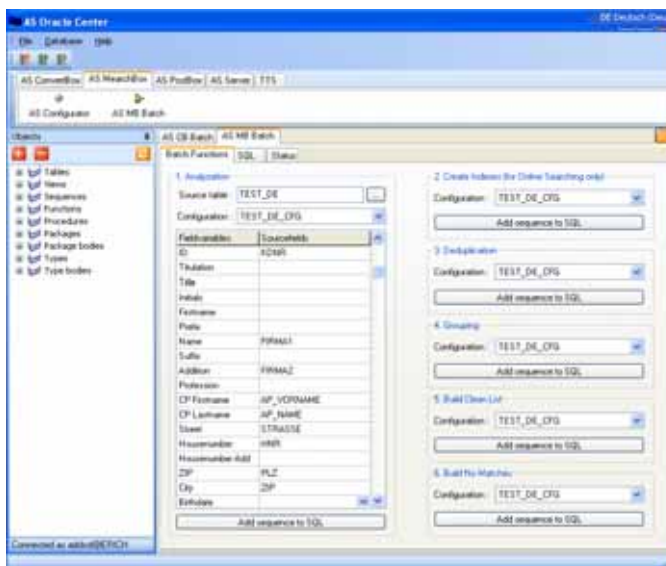 AS Oracle Center
DE Deutsch
File Database Help
AS ConvertBox AS MearchBox AS PostBox AS Server TTS
AS Configurator AS MB Batch
Objects
AS CB Batch AS MB Batch
Batch Functions SQL Status
Tables
Views
Sequences
Functions
Procedures
Packages
Package bodies
Types
Type bodies
1. Analyzation
Source table: TEST_DE ...
Configuration: TEST_DE_CFG
Fieldvariables Sourcefields
ID KDNR
Titulation
Title
Initials
Firstname
Prefix
Name FIRMA1
Suffix
Addition FIRMA2
Profession
CP Firstname AP_VORNAME
CP Lastname AP_NAME
Street STRASSE
Housenumber HNR
Housenumber Add
ZIP PLZ
City ZIP
Birthdate
Add sequence to SQL
2. Create Indexes (for Online Searching only)
Configuration: TEST_DE_CFG
Add sequence to SQL
3. Deduplication
Configuration: TEST_DE_CFG
Add sequence to SQL
4. Grouping
Configuration: TEST_DE_CFG
Add sequence to SQL
5. Build Clean List
Configuration: TEST_DE_CFG
Add sequence to SQL
6. Build No Matches
Configuration: TEST_DE_CFG
Add sequence to SQL
Connected as